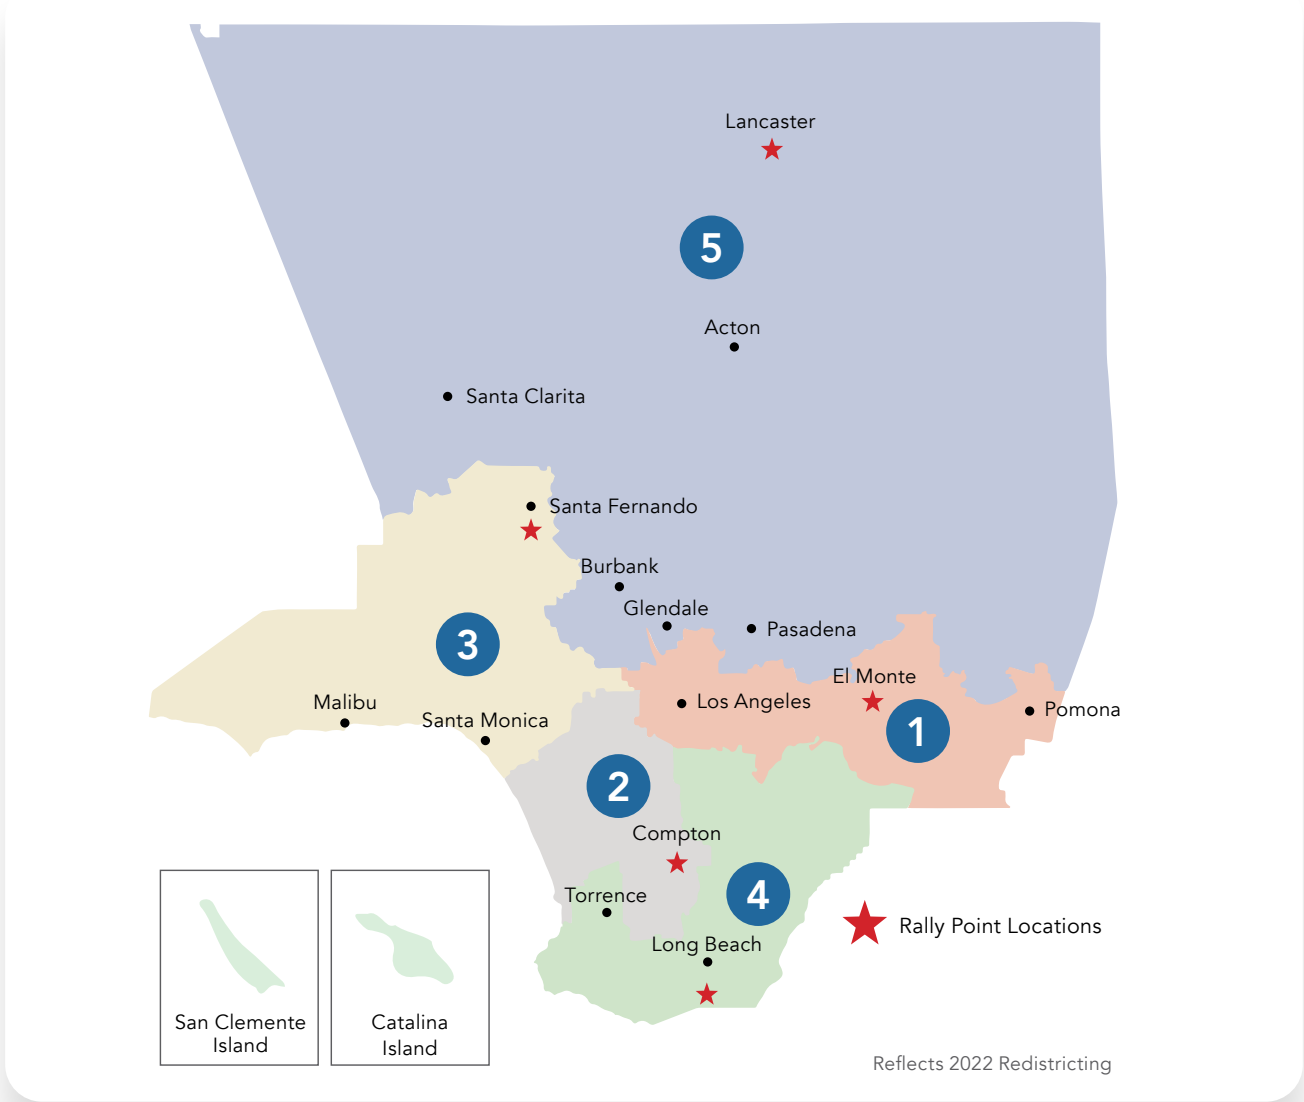 Lancaster
5
Acton
Santa Clarita
Santa Fernando
Burbank
Glendale
Pasadena
3
El Monte
Malibu
Santa Monica
Los Angeles
1
Pomona
2
Compton
4
Torrence
Long Beach
Rally Point Locations
San Clemente
Island
Catalina
Island
Reflects 2022 Redistricting